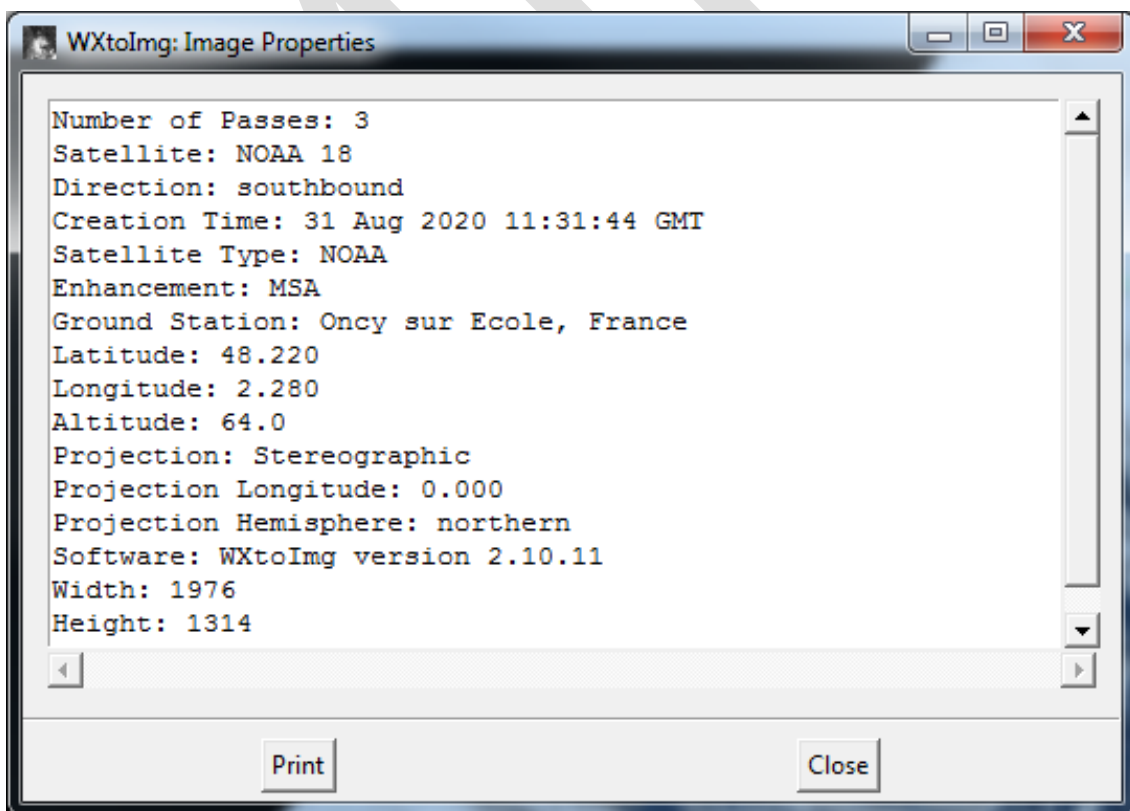 WXtoImg: Image Properties
Number of Passes: 3
Satellite: NOAA 18
Direction: southbound
Creation Time: 31 Aug 2020 11:31:44 GMT
Satellite Type: NOAA
Enhancement: MSA
Ground Station: Oncy sur Ecole, France
Latitude: 48.220
Longitude: 2.280
Altitude: 64.0
Projection: Stereographic
Projection Longitude: 0.000
Projection Hemisphere: northern
Software: WXtoImg version 2.10.11
Width: 1976
Height: 1314
Print Close